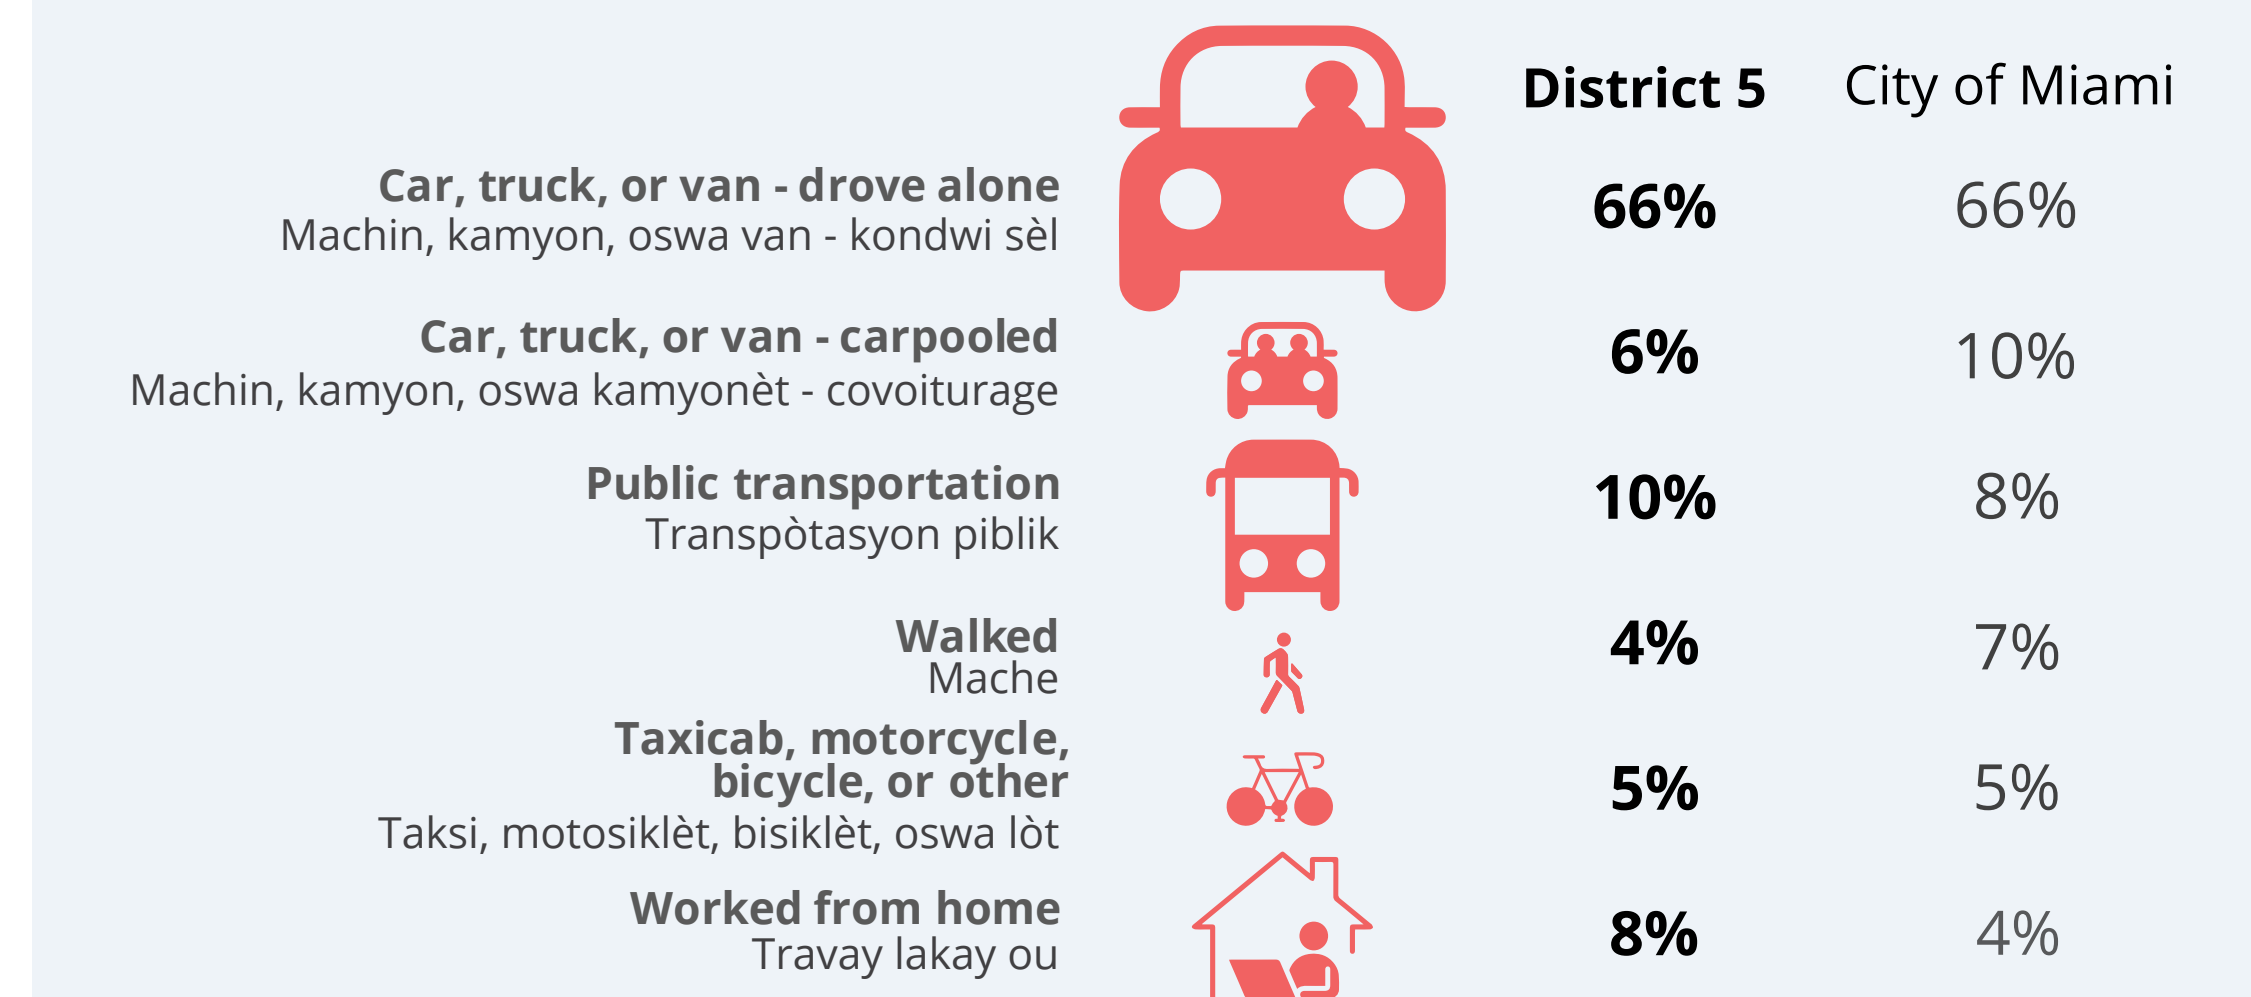 District 5 City of Miami
Car, truck, or van - drove alone
Machin, kamyon, oswa van - kondwi sèl
66% 66%
Car, truck, or van - carpooled
Machin, kamyon, oswa kamyonèt - covoiturage
6% 10%
Public transportation
Transpòtasyon piblik
10% 8%
Walked
Mache
4% 7%
Taxicab, motorcycle,
bicycle, or other
Taksi, motosiklèt, bisiklèt, oswa lòt
5% 5%
Worked from home
Travay lakay ou
8% 4%